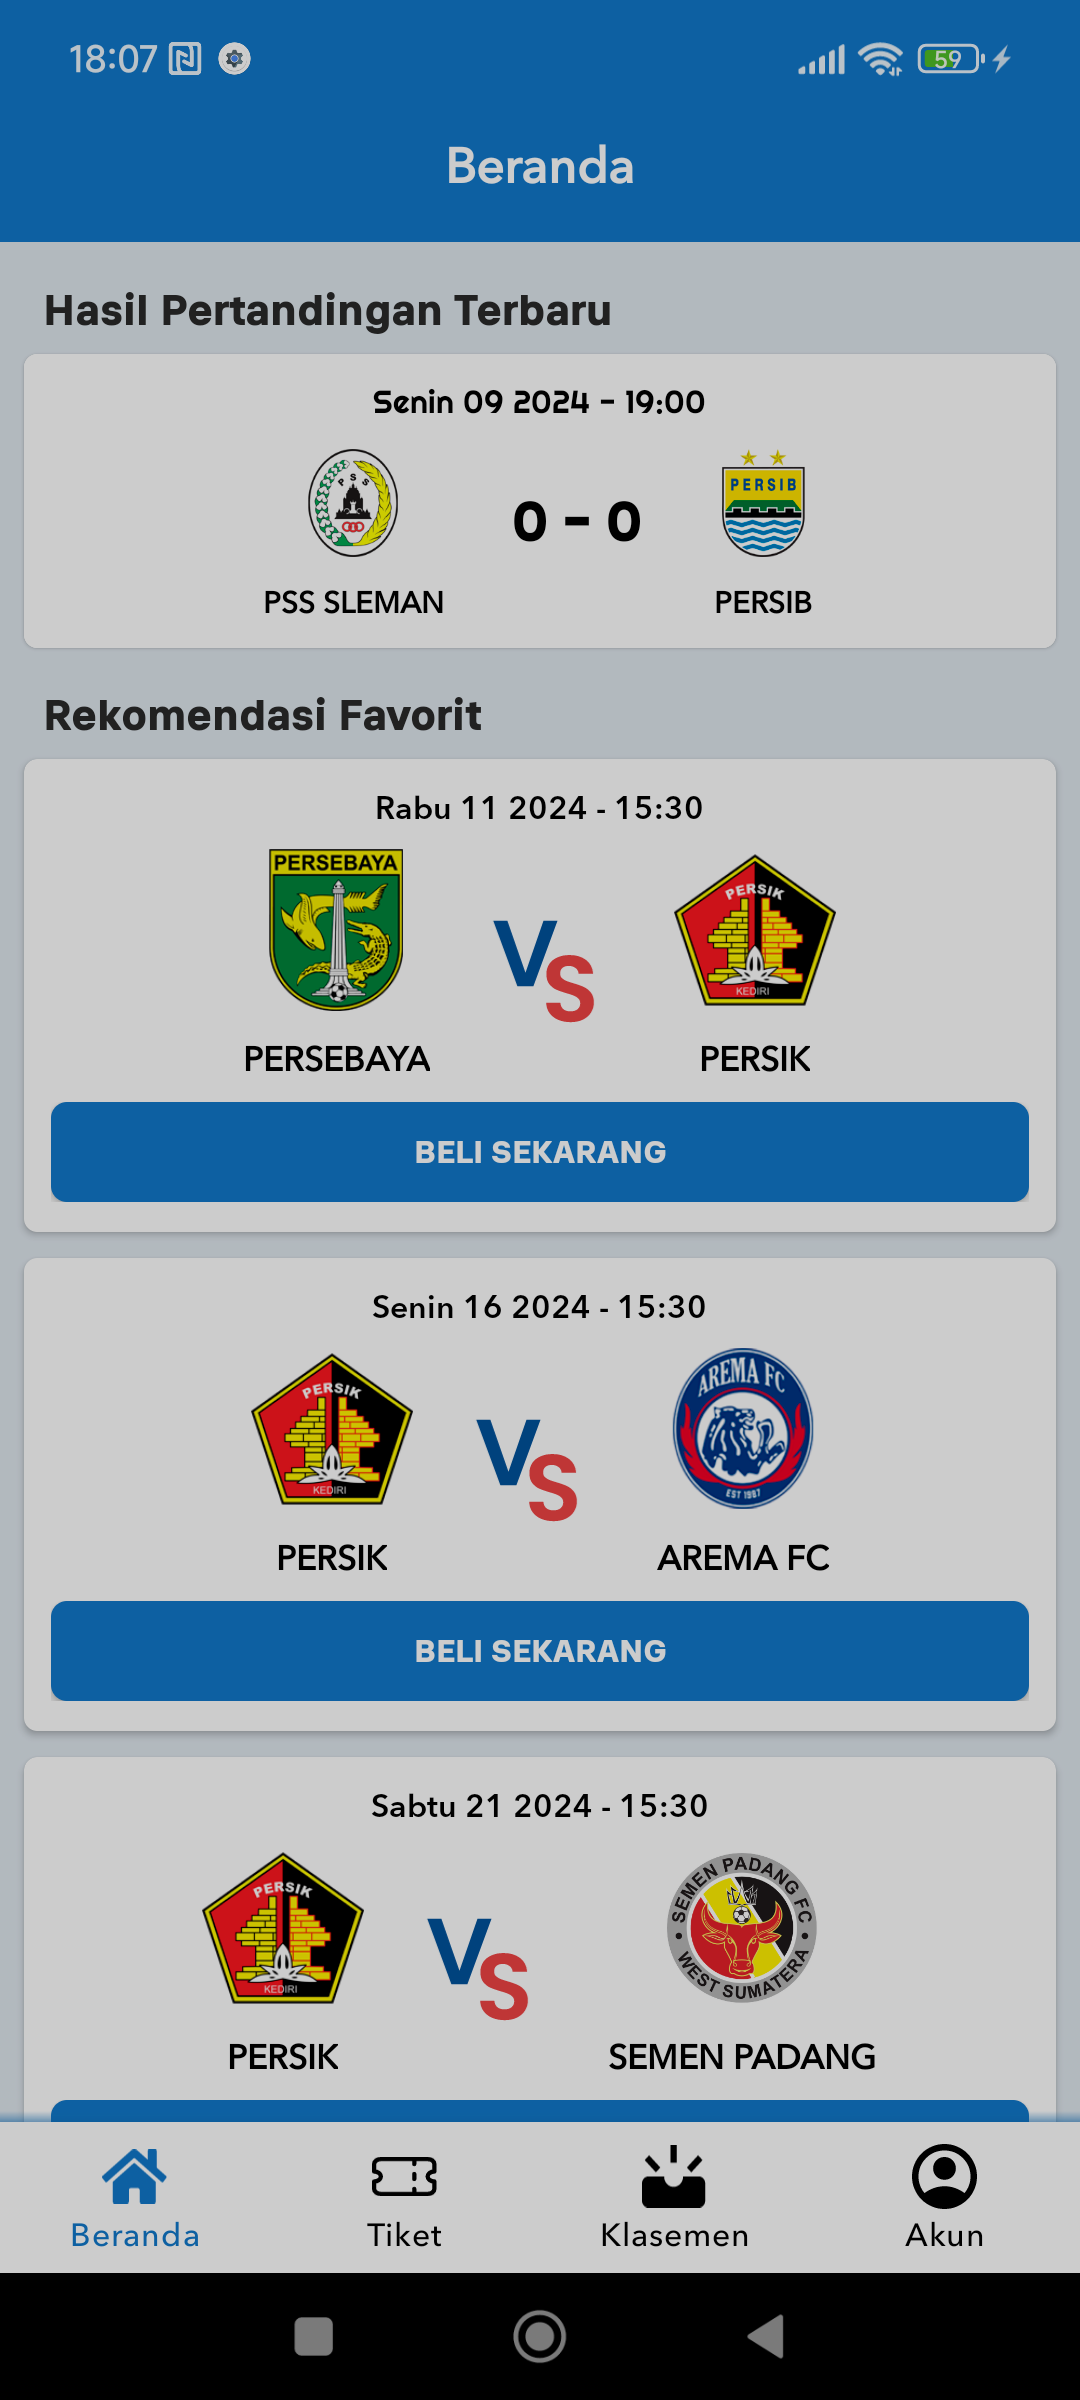 18:07
59
Beranda
Hasil Pertandingan Terbaru
Senin 09 2024 - 19:00
PSS
PERSIB
0 - 0
PSS SLEMAN
PERSIB
Rekomendasi Favorit
Rabu 11 2024 - 15:30
PERSEBAYA
PERSIK
KEDIRI
VS
PERSEBAYA
PERSIK
BELI SEKARANG
Senin 16 2024 - 15:30
PERSIK
KEDIRI
VS
AREMA FC
EST 1987
PERSIK
AREMA FC
BELI SEKARANG
Sabtu 21 2024 - 15:30
PERSIK
KEDIRI
VS
SEMEN PADANG FC
WEST SUMATERA
PERSIK
SEMEN PADANG
Beranda
Tiket
Klasemen
Akun